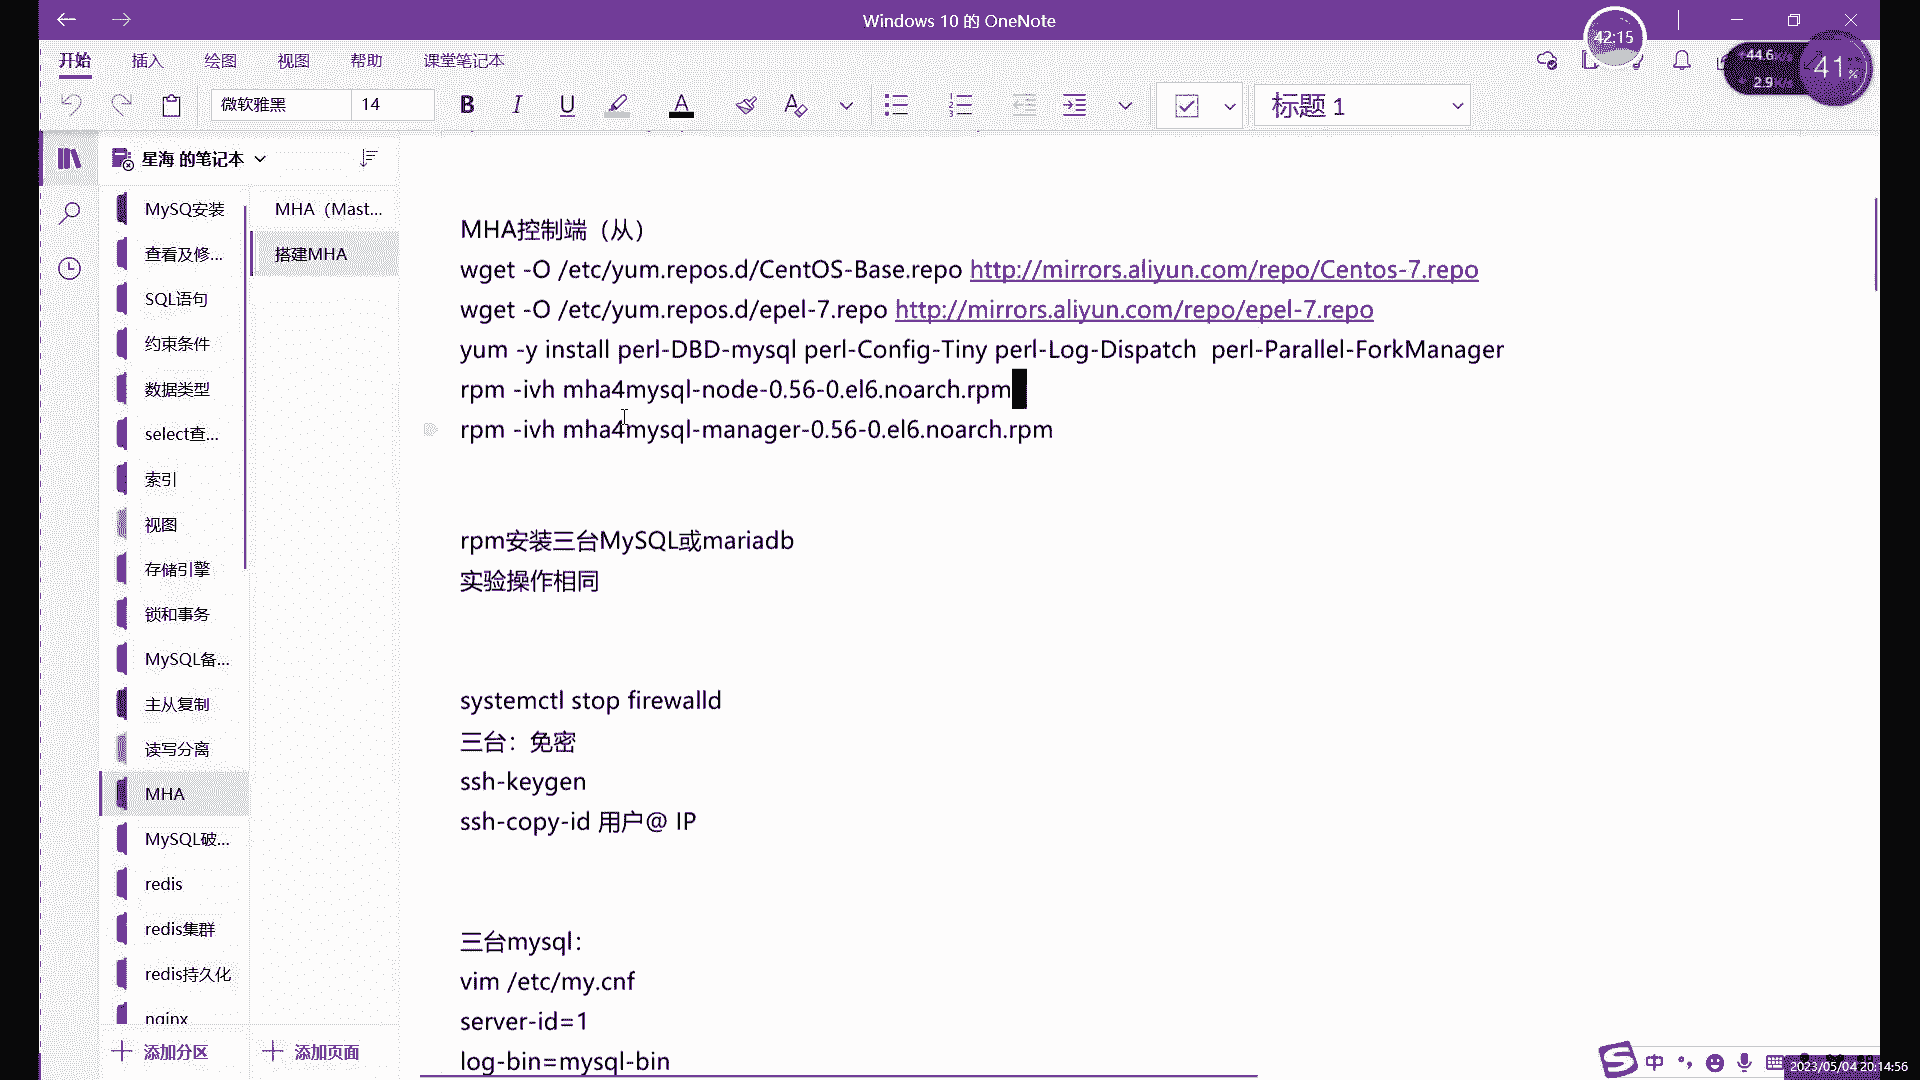 Windows 10 的 OneNote
42:15
开始 插入 绘图 视图 帮助 课堂笔记本
44.6
2.9
41%
微软雅黑 14 B I U A 标题 1
星海 的笔记本
MySQ安装
查看及修...
SQL语句
约束条件
数据类型
select查...
索引
视图
存储引擎
锁和事务
MySQL备...
主从复制
读写分离
MHA
MySQL破...
redis
redis集群
redis持久化
nginx
添加分区
MHA（Mast...
搭建MHA
添加页面
MHA控制端（从）
wget -O /etc/yum.repos.d/CentOS-Base.repo http://mirrors.aliyun.com/repo/Centos-7.repo
wget -O /etc/yum.repos.d/epel-7.repo http://mirrors.aliyun.com/repo/epel-7.repo
yum -y install perl-DBD-mysql perl-Config-Tiny perl-Log-Dispatch  perl-Parallel-ForkManager
rpm -ivh mha4mysql-node-0.56-0.el6.noarch.rpm
rpm -ivh mha4mysql-manager-0.56-0.el6.noarch.rpm
rpm安装三台MySQL或mariadb
实验操作相同
systemctl stop firewalld
三台：免密
ssh-keygen
ssh-copy-id 用户@ IP
三台mysql：
vim /etc/my.cnf
server-id=1
log-bin=mysql-bin
中
2023/05/04 20:14:56